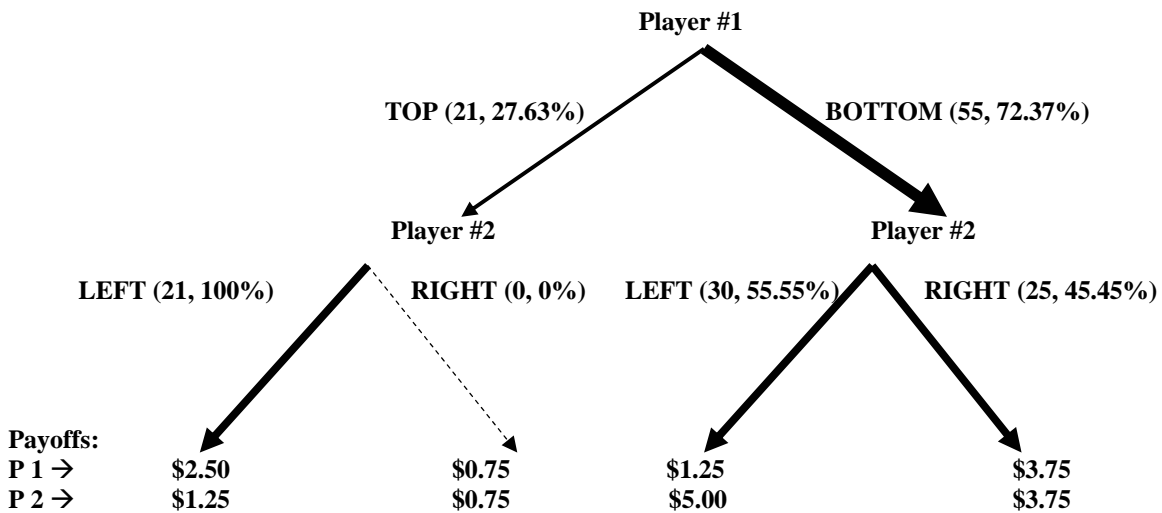 Player #1
TOP (21, 27.63%) BOTTOM (55, 72.37%)
Player #2 Player #2
LEFT (21, 100%) RIGHT (0, 0%) LEFT (30, 55.55%) RIGHT (25, 45.45%)
Payoffs:
P 1 → $2.50 $0.75 $1.25 $3.75
P 2 → $1.25 $0.75 $5.00 $3.75